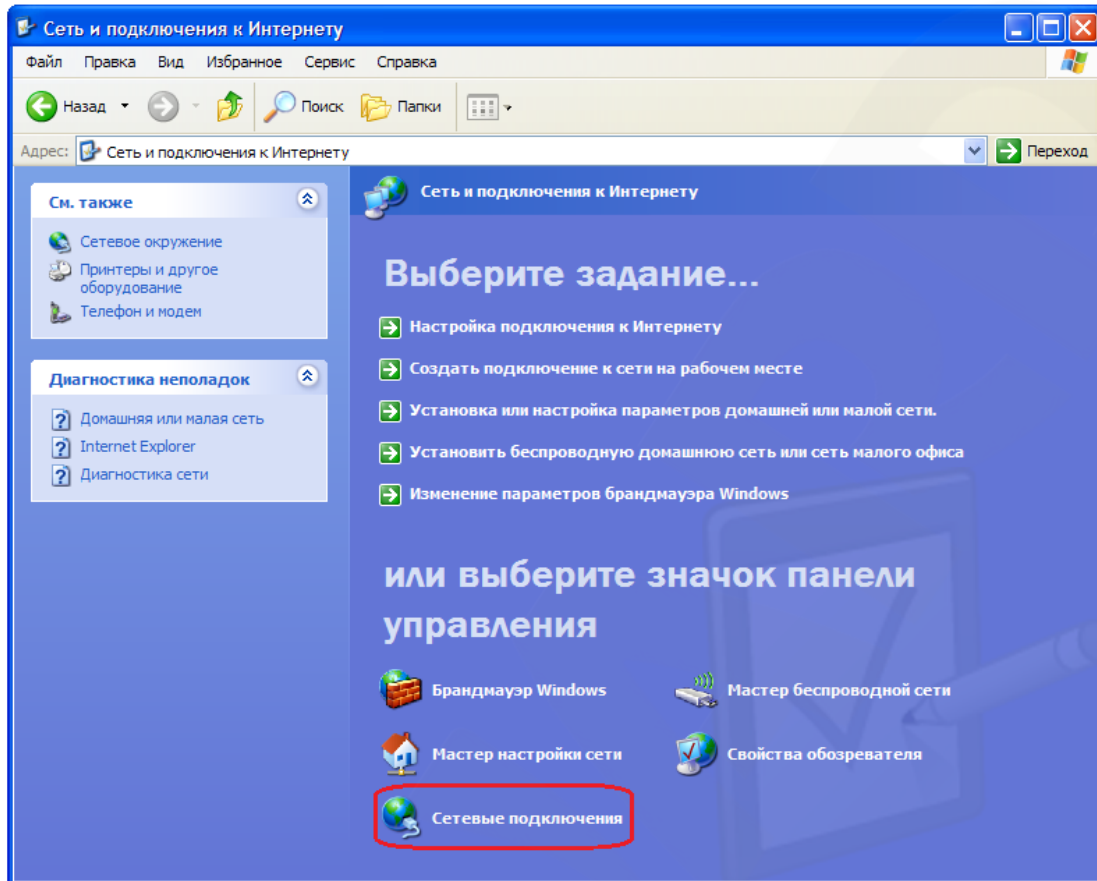 Сеть и подключения к Интернету
Файл Правка Вид Избранное Сервис Справка
Назад Поиск Папки
Адрес: Сеть и подключения к Интернету Переход
См. также
Сетевое окружение
Принтеры и другое
оборудование
Телефон и модем
Диагностика неполадок
Домашняя или малая сеть
Internet Explorer
Диагностика сети
Сеть и подключения к Интернету
Выберите задание...
Настройка подключения к Интернету
Создать подключение к сети на рабочем месте
Установка или настройка параметров домашней или малой сети.
Установить беспроводную домашнюю сеть или сеть малого офиса
Изменение параметров брандмауэра Windows
или выберите значок панели
управления
Брандмауэр Windows Мастер беспроводной сети
Мастер настройки сети Свойства обозревателя
Сетевые подключения